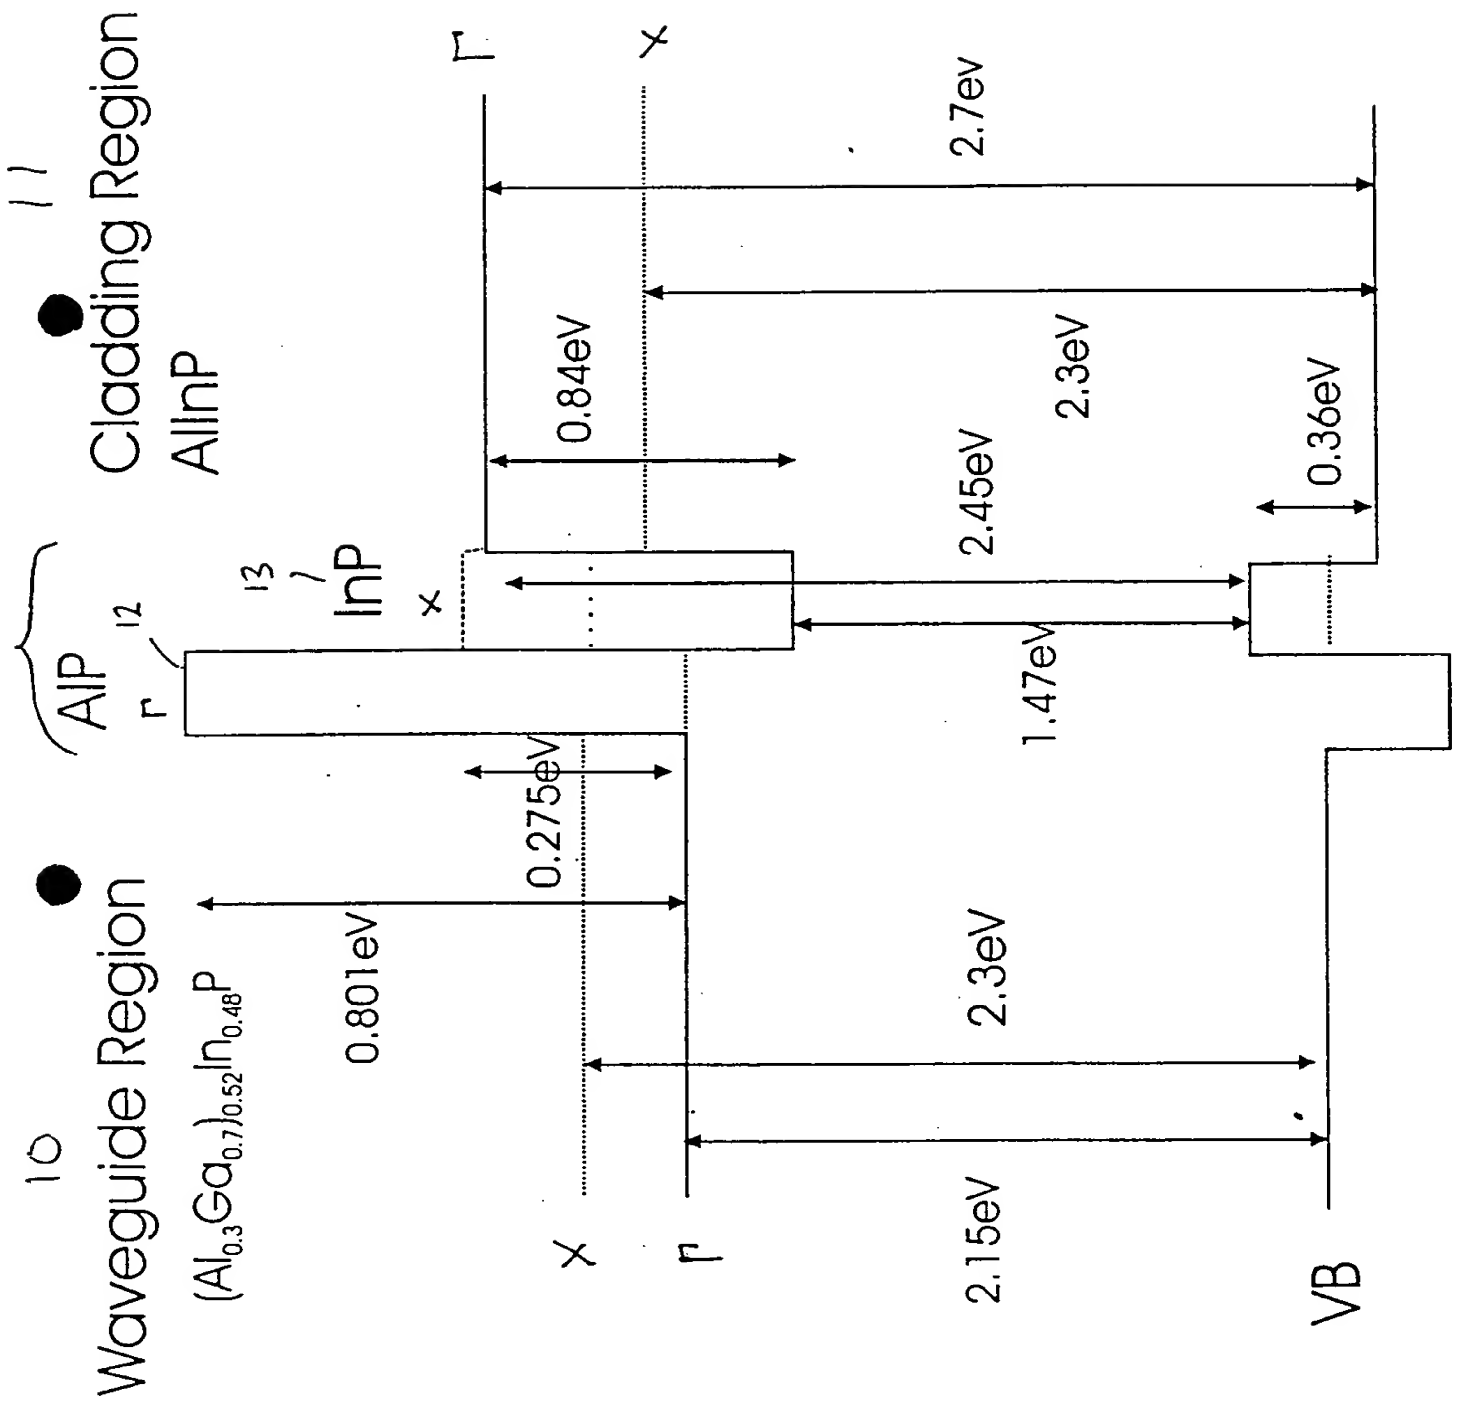 10
Waveguide Region
(Al0.3Ga0.7)0.52In0.48P
11
Cladding Region
AlInP
AlP
12
Γ
13
InP
x
Γ
x
0.801eV
0.275eV
0.84eV
x
Γ
2.15eV
2.3eV
1.47eV
2.45eV
2.3eV
2.7ev
0.36eV
VB